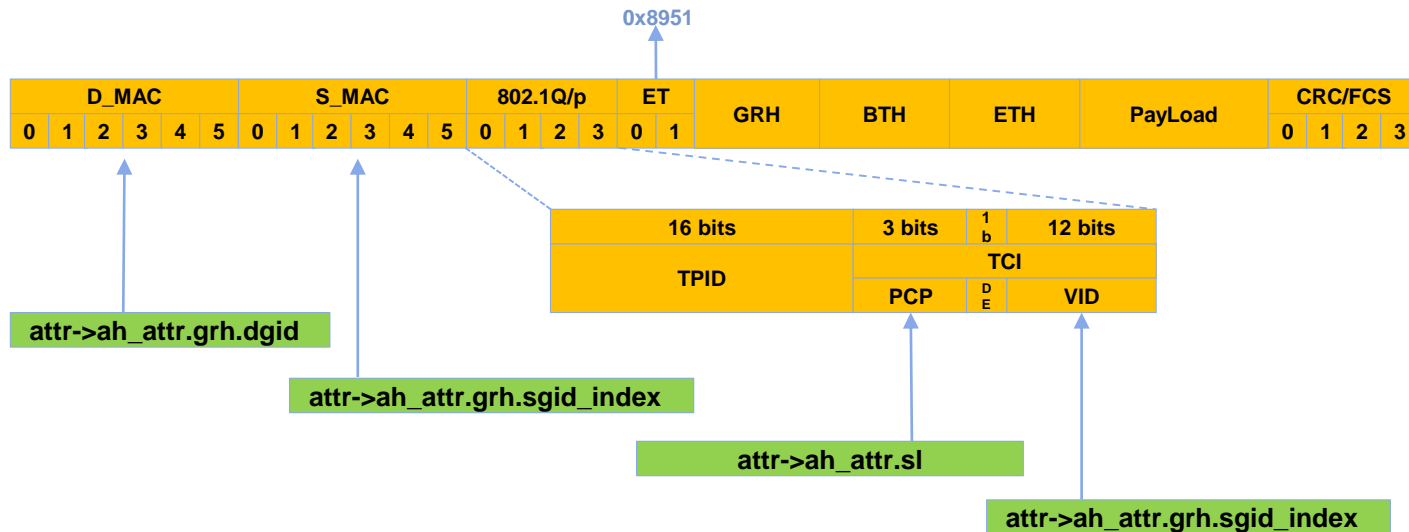 0x8951
D_MAC S_MAC 802.1Q/p ET GRH BTH ETH PayLoad CRC/FCS
0 1 2 3 4 5 0 1 2 3 4 5 0 1 2 3 0 1 0 1 2 3
16 bits 3 bits 1 b 12 bits
TPID TCI
PCP DE VID
attr->ah_attr.grh.dgid
attr->ah_attr.grh.sgid_index
attr->ah_attr.sl
attr->ah_attr.grh.sgid_index